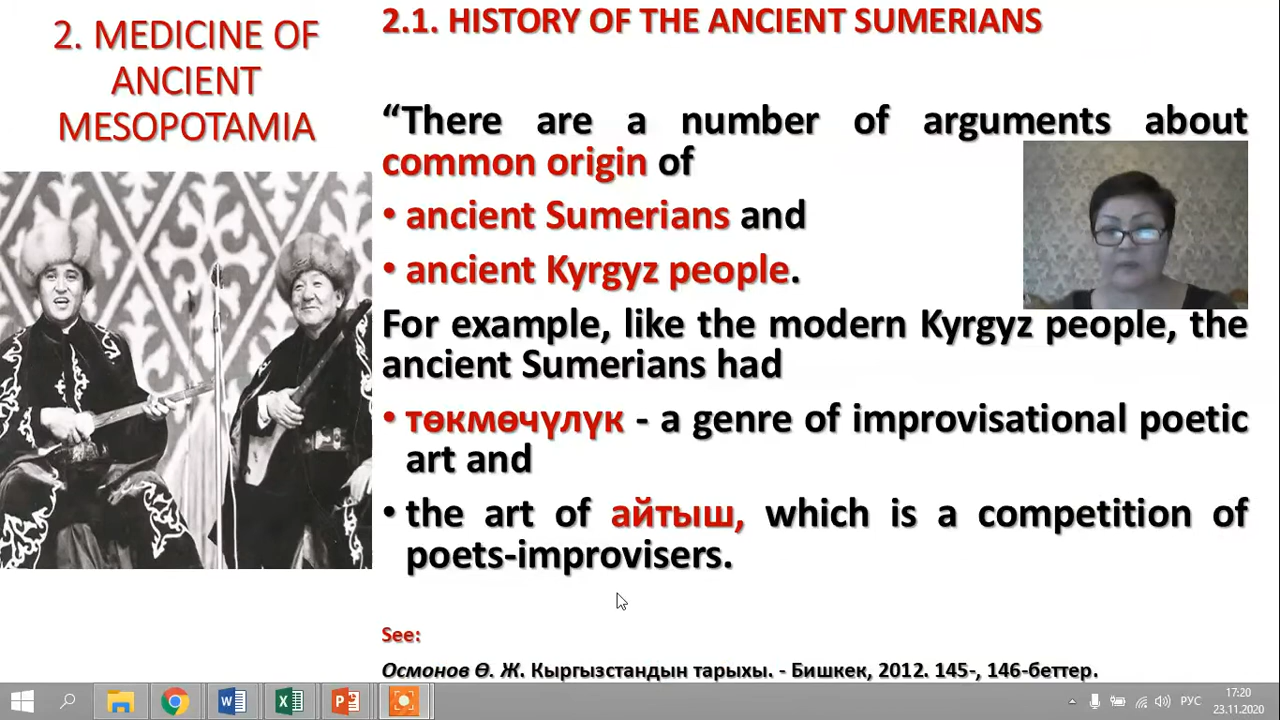 2. MEDICINE OF
ANCIENT
MESOPOTAMIA
2.1. HISTORY OF THE ANCIENT SUMERIANS
“There are a number of arguments about
common origin of
• ancient Sumerians and
• ancient Kyrgyz people.
For example, like the modern Kyrgyz people, the
ancient Sumerians had
• төкмөчүлүк - a genre of improvisational poetic
art and
• the art of айтыш, which is a competition of
poets-improvisers.
See:
Осмонов Ө. Ж. Кыргызстандын тарыхы. - Бишкек, 2012. 145-, 146-беттер.
РУС
17:20
23.11.2020